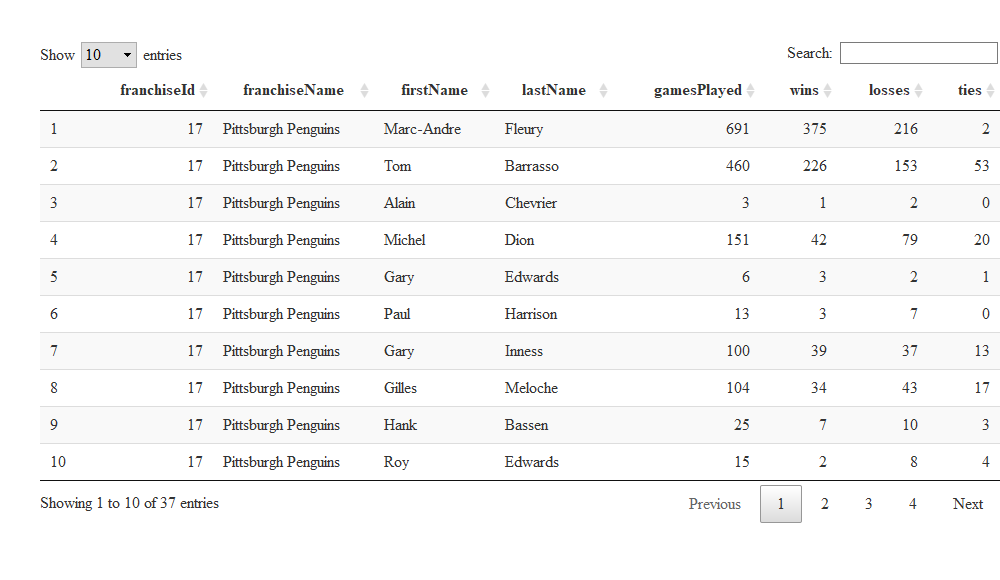 Show 10 entries Search:
franchiseId franchiseName firstName lastName gamesPlayed wins losses ties
1 17 Pittsburgh Penguins Marc-Andre Fleury 691 375 216 2
2 17 Pittsburgh Penguins Tom Barrasso 460 226 153 53
3 17 Pittsburgh Penguins Alain Chevrier 3 1 2 0
4 17 Pittsburgh Penguins Michel Dion 151 42 79 20
5 17 Pittsburgh Penguins Gary Edwards 6 3 2 1
6 17 Pittsburgh Penguins Paul Harrison 13 3 7 0
7 17 Pittsburgh Penguins Gary Inness 100 39 37 13
8 17 Pittsburgh Penguins Gilles Meloche 104 34 43 17
9 17 Pittsburgh Penguins Hank Bassen 25 7 10 3
10 17 Pittsburgh Penguins Roy Edwards 15 2 8 4
Showing 1 to 10 of 37 entries Previous 1 2 3 4 Next